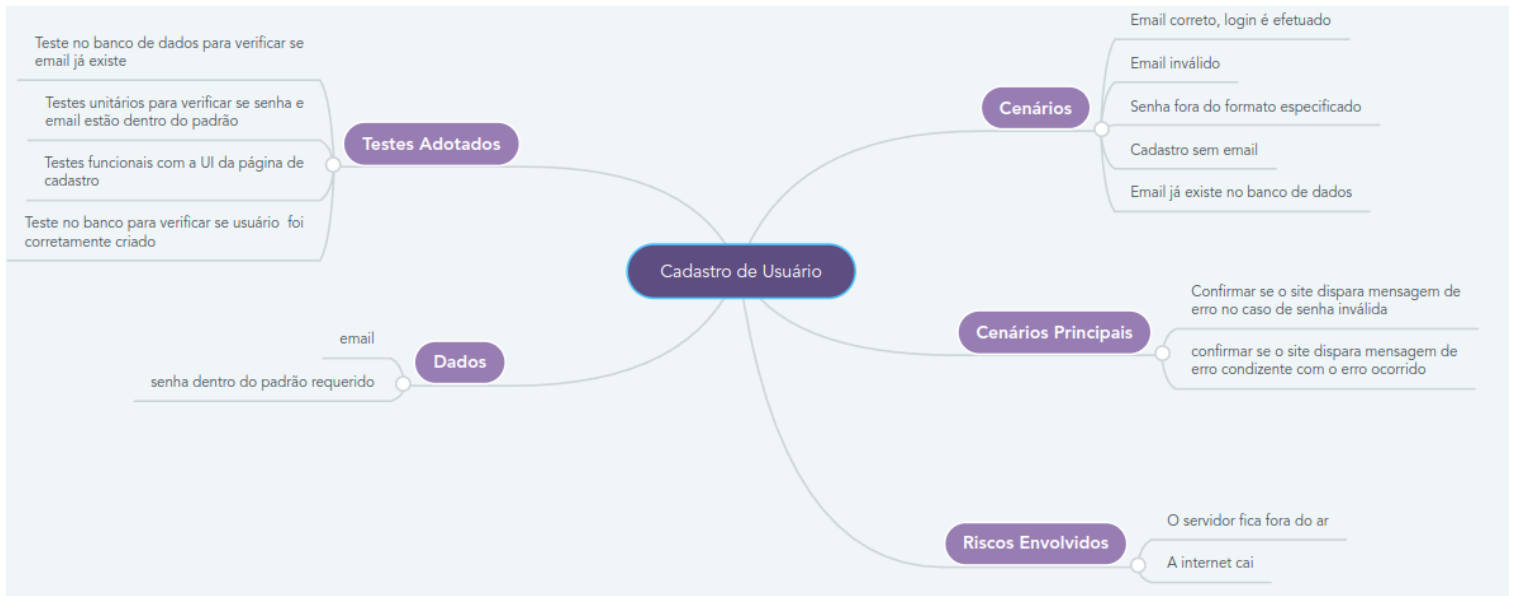 Cadastro de Usuário
Testes Adotados
Teste no banco de dados para verificar se
email já existe
Testes unitários para verificar se senha e
email estão dentro do padrão
Testes funcionais com a UI da página de
cadastro
Teste no banco para verificar se usuário foi
corretamente criado
Dados
email
senha dentro do padrão requerido
Cenários
Email correto, login é efetuado
Email inválido
Senha fora do formato especificado
Cadastro sem email
Email já existe no banco de dados
Cenários Principais
Confirmar se o site dispara mensagem de
erro no caso de senha inválida
confirmar se o site dispara mensagem de
erro condizente com o erro ocorrido
Riscos Envolvidos
O servidor fica fora do ar
A internet cai